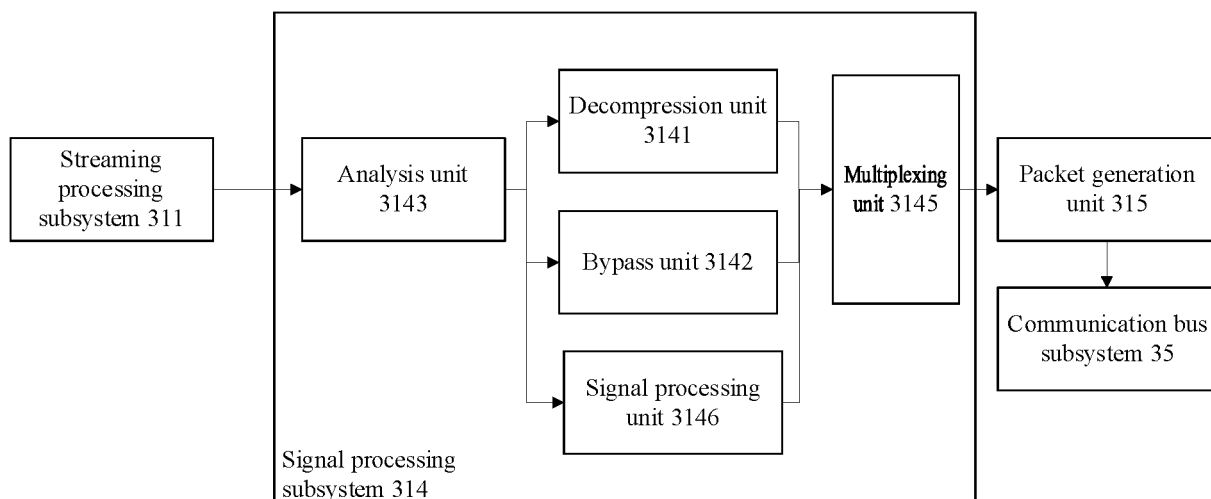 Streaming
processing
subsystem 311
Analysis unit
3143
Decompression unit
3141
Bypass unit 3142
Signal processing
unit 3146
Multiplexing
unit 3145
Packet generation
unit 315
Communication bus
subsystem 35
Signal processing
subsystem 314